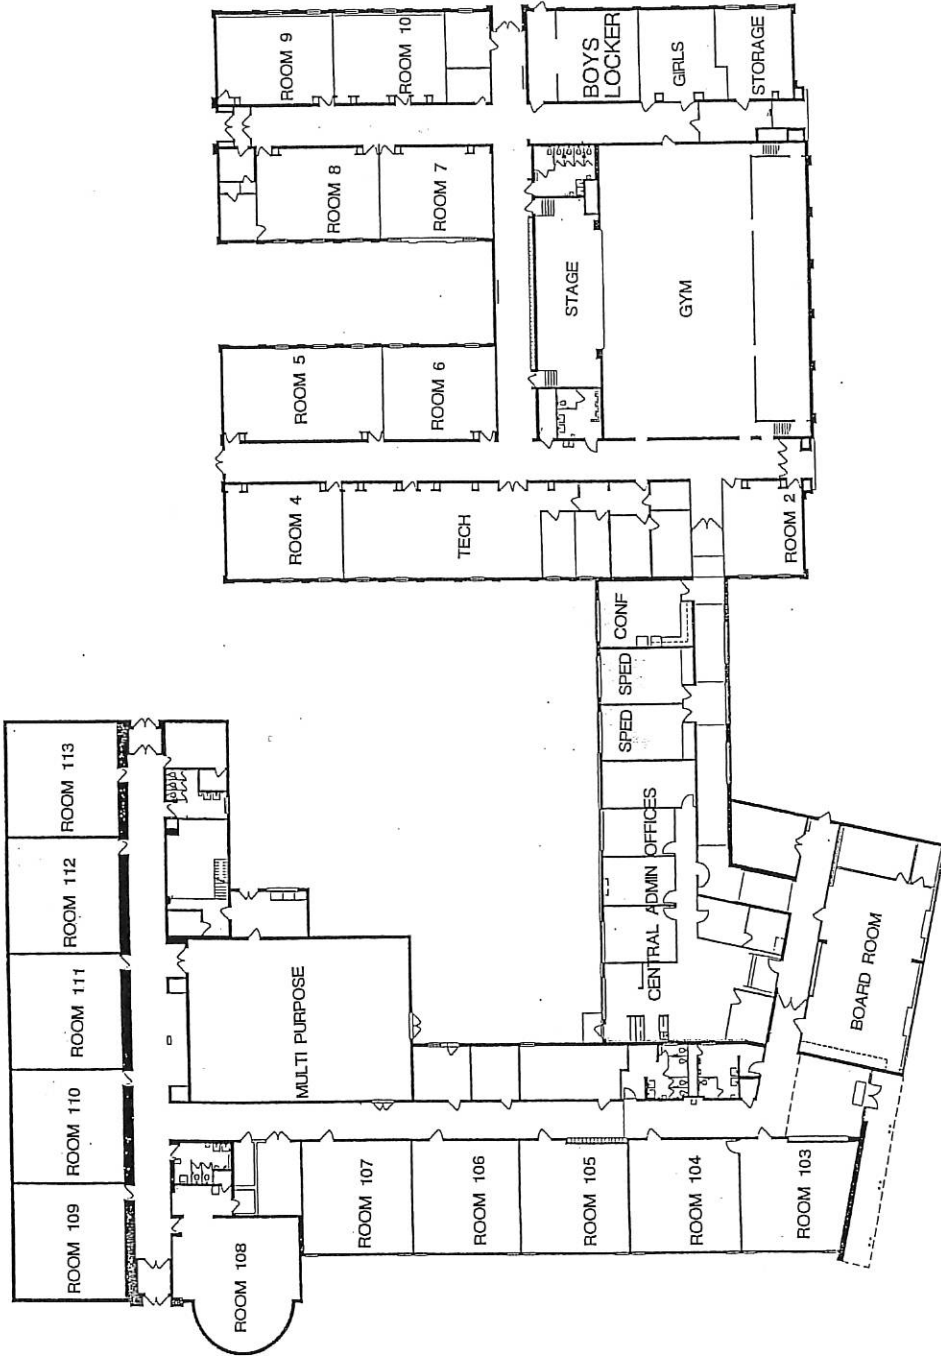 ROOM 9
ROOM 10
BOYS
LOCKER
GIRLS
STORAGE
ROOM 8
ROOM 7
STAGE
GYM
ROOM 5
ROOM 6
ROOM 4
TECH
ROOM 2
CONF
SPED
SPED
CENTRAL ADMIN OFFICES
BOARD ROOM
ROOM 113
ROOM 112
ROOM 111
ROOM 110
ROOM 109
MULTI PURPOSE
ROOM 108
ROOM 107
ROOM 106
ROOM 105
ROOM 104
ROOM 103